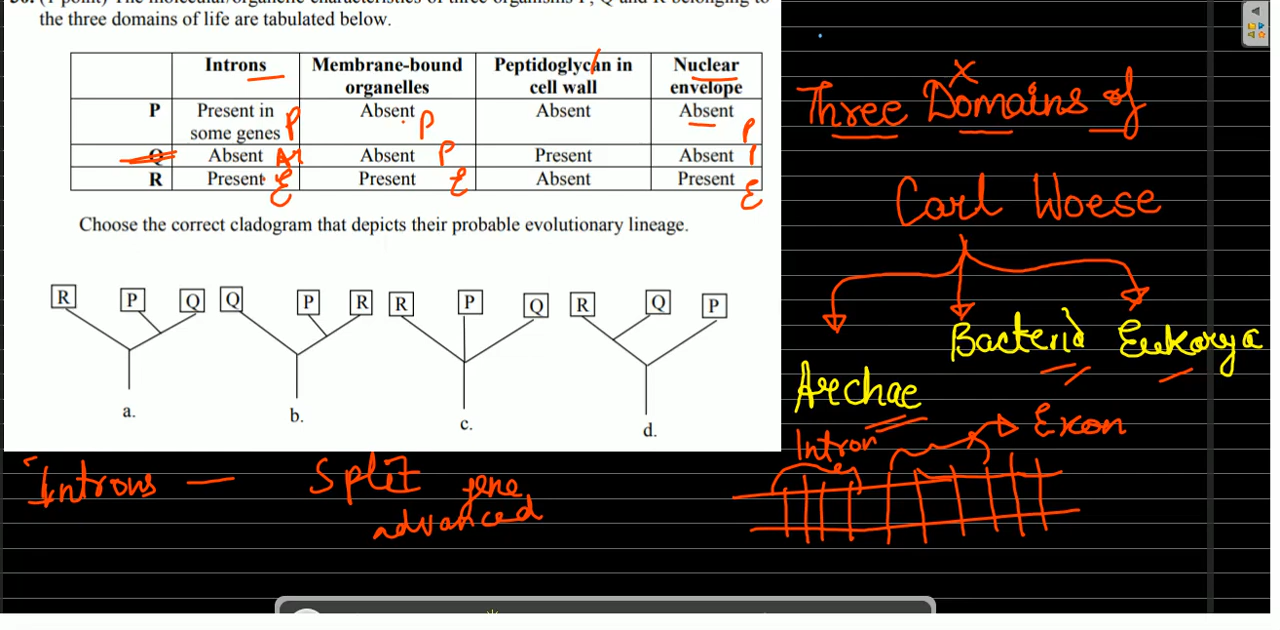 the three domains of life are tabulated below.
Introns Membrane-bound organelles Peptidoglycan in cell wall Nuclear envelope
P Present in some genes Absent Absent Absent
P P P
Q Absent Absent Present Absent
Ar P
R Present Present Absent Present
E E E
Choose the correct cladogram that depicts their probable evolutionary lineage.
R P Q Q P R R P Q R Q P
a. b. c. d.
Three Domains of
Carl Woese
Bacteria Eukarya
Archae
Intron Exon
Introns — Split gene
advanced